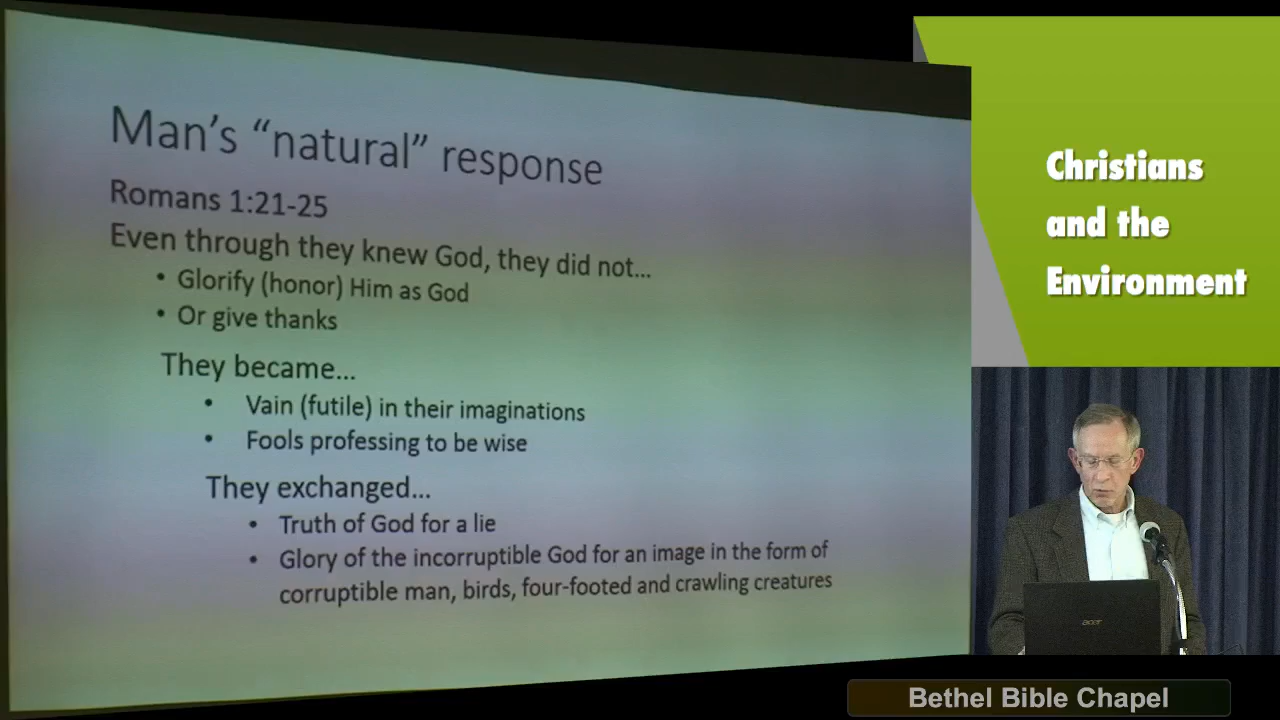 Man's “natural” response
Romans 1:21-25
Even through they knew God, they did not...
• Glorify (honor) Him as God
• Or give thanks
They became...
• Vain (futile) in their imaginations
• Fools professing to be wise
They exchanged...
• Truth of God for a lie
• Glory of the incorruptible God for an image in the form of
corruptible man, birds, four-footed and crawling creatures
Christians
and the
Environment
acer
Bethel Bible Chapel